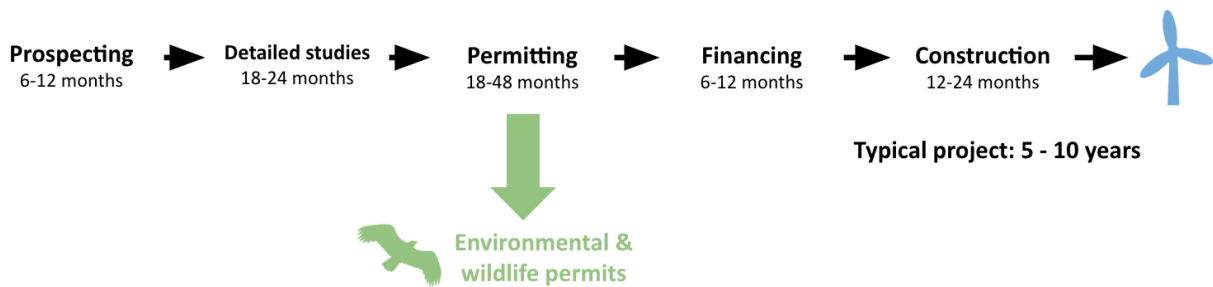 Prospecting
6-12 months
Detailed studies
18-24 months
Permitting
18-48 months
Financing
6-12 months
Construction
12-24 months
Typical project: 5 - 10 years
Environmental &
wildlife permits